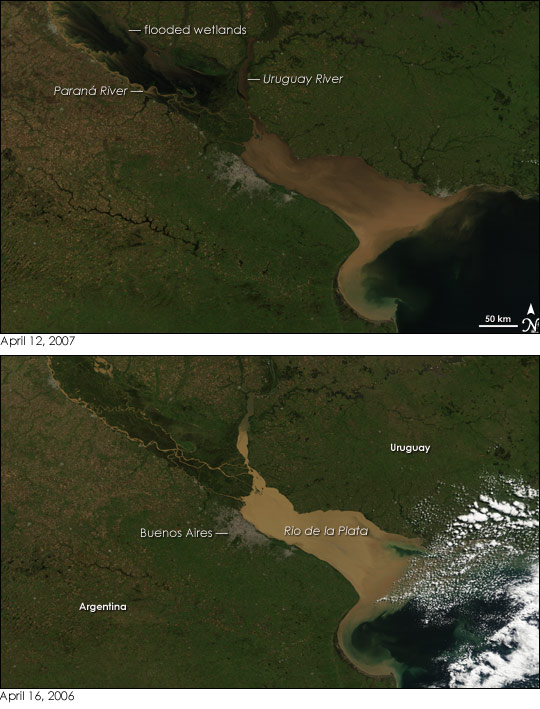 flooded wetlands
Uruguay River
Paraná River
50 km
N
April 12, 2007
Uruguay
Buenos Aires
Rio de la Plata
Argentina
April 16, 2006